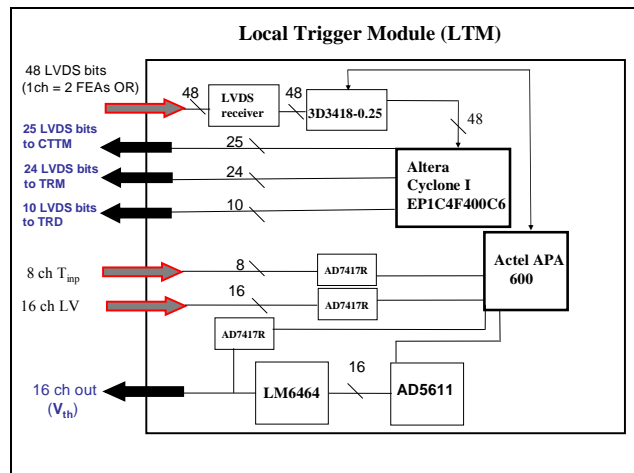 Local Trigger Module (LTM)
48 LVDS bits
(1ch = 2 FEAs OR)
48
LVDS
receiver
48
3D3418-0.25
48
25 LVDS bits
to CTTM
25
24 LVDS bits
to TRM
24
10 LVDS bits
to TRD
10
Altera
Cyclone I
EP1C4F400C6
Actel APA
600
8 ch Tinp
8
AD7417R
16 ch LV
16
AD7417R
AD7417R
16 ch out
(Vth)
LM6464
16
AD5611